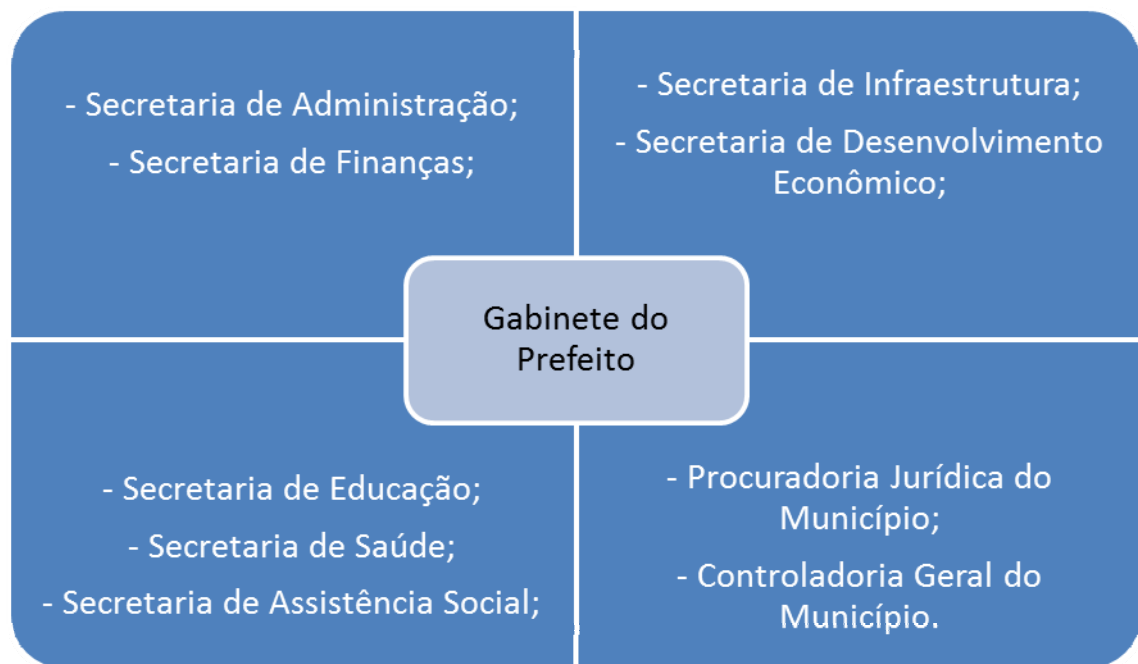 - Secretaria de Administração;
- Secretaria de Finanças;
- Secretaria de Infraestrutura;
- Secretaria de Desenvolvimento
Econômico;
Gabinete do
Prefeito
- Secretaria de Educação;
- Secretaria de Saúde;
- Secretaria de Assistência Social;
- Procuradoria Jurídica do
Município;
- Controladoria Geral do
Município.